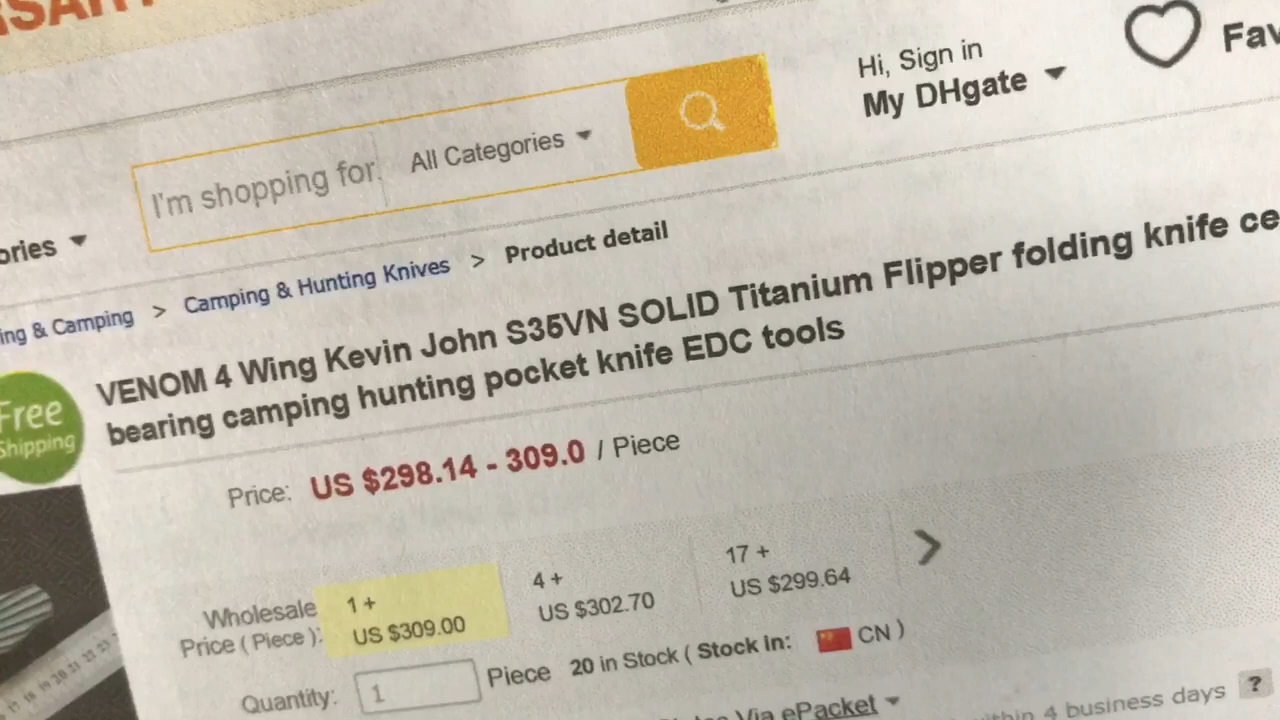 Hi, Sign in
Fav
My DHgate
I'm shopping for.
All Categories
ories
ing & Camping > Camping & Hunting Knives > Product detail
VENOM 4 Wing Kevin John S35VN SOLID Titanium Flipper folding knife ce
bearing camping hunting pocket knife EDC tools
Free
Shipping
Price: US $298.14 - 309.0 / Piece
Wholesale
Price ( Piece ):
1 +
US $309.00
4 +
US $302.70
17 +
US $299.64
>
Quantity: 1 Piece 20 in Stock ( Stock in: CN )
Via ePacket
within 4 business days ?